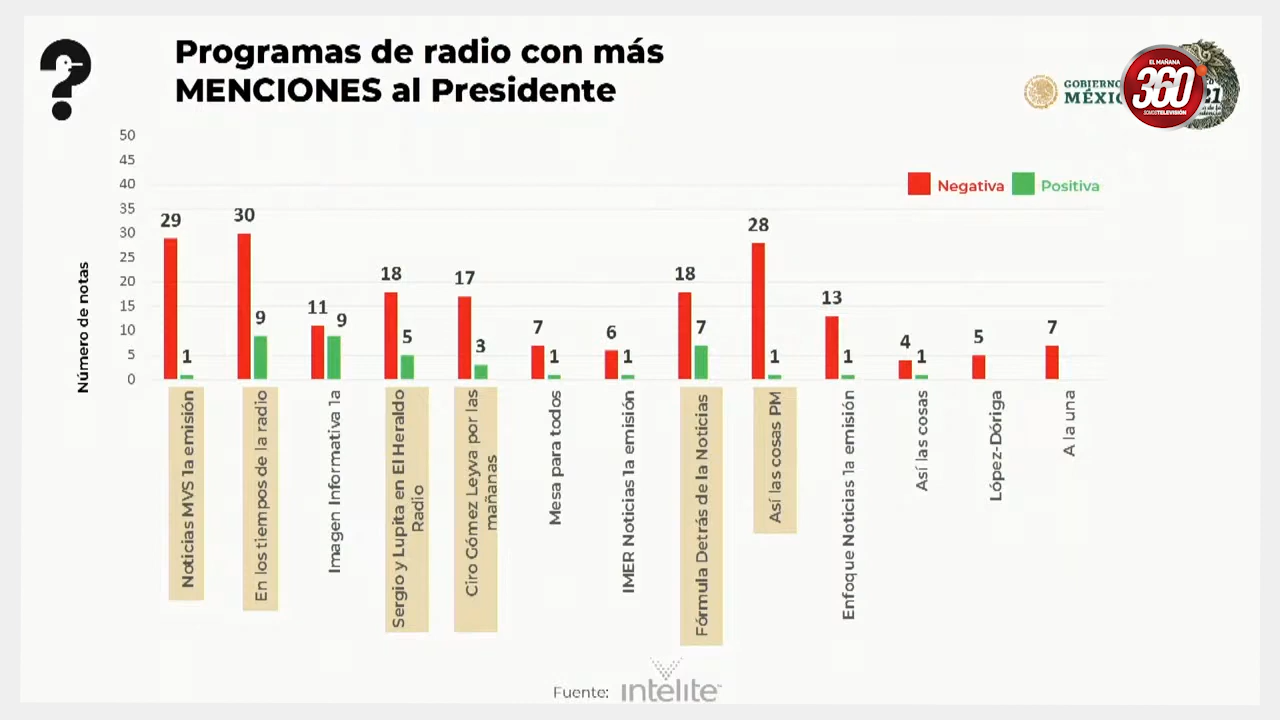 Programas de radio con más
MENCIONES al Presidente
GOBIERNO
MÉXIC
EL MAÑANA
360
SOMOS TELEVISIÓN
Negativa
Positiva
Número de notas
50
45
40
35
30
25
20
15
10
5
0
29
1
30
9
11
9
18
5
17
3
7
1
6
1
18
7
28
1
13
1
4
1
5
7
Noticias MVS 1a emisión
En los tiempos de la radio
Imagen Informativa 1a
Sergio y Lupita en El Heraldo
Radio
Ciro Gómez Leyva por las
mañanas
Mesa para todos
IMER Noticias 1a emisión
Fórmula Detrás de la Noticias
Así las cosas PM
Enfoque Noticias 1a emisión
Así las cosas
López-Dóriga
A la una
Fuente: intelite